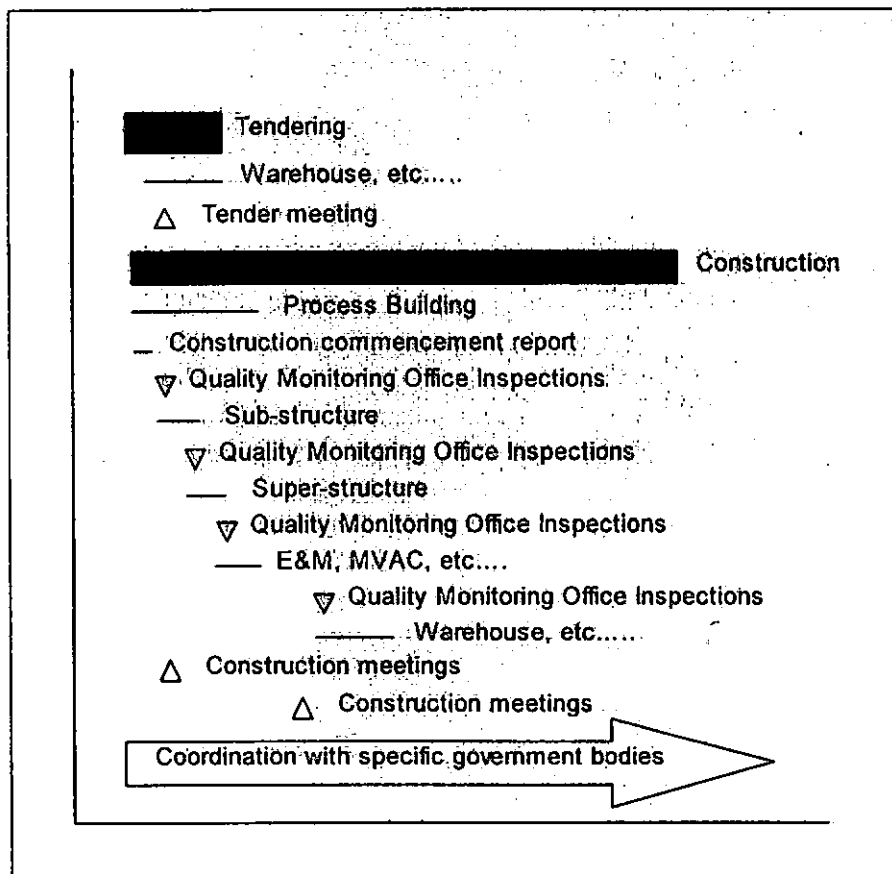 Tendering
Warehouse, etc.....
Tender meeting
Construction
Process Building
Construction commencement report
Quality Monitoring Office Inspections
Sub-structure
Quality Monitoring Office Inspections
Super-structure
Quality Monitoring Office Inspections
E&M, MVAC, etc....
Quality Monitoring Office Inspections
Warehouse, etc.....
Construction meetings
Construction meetings
Coordination with specific government bodies